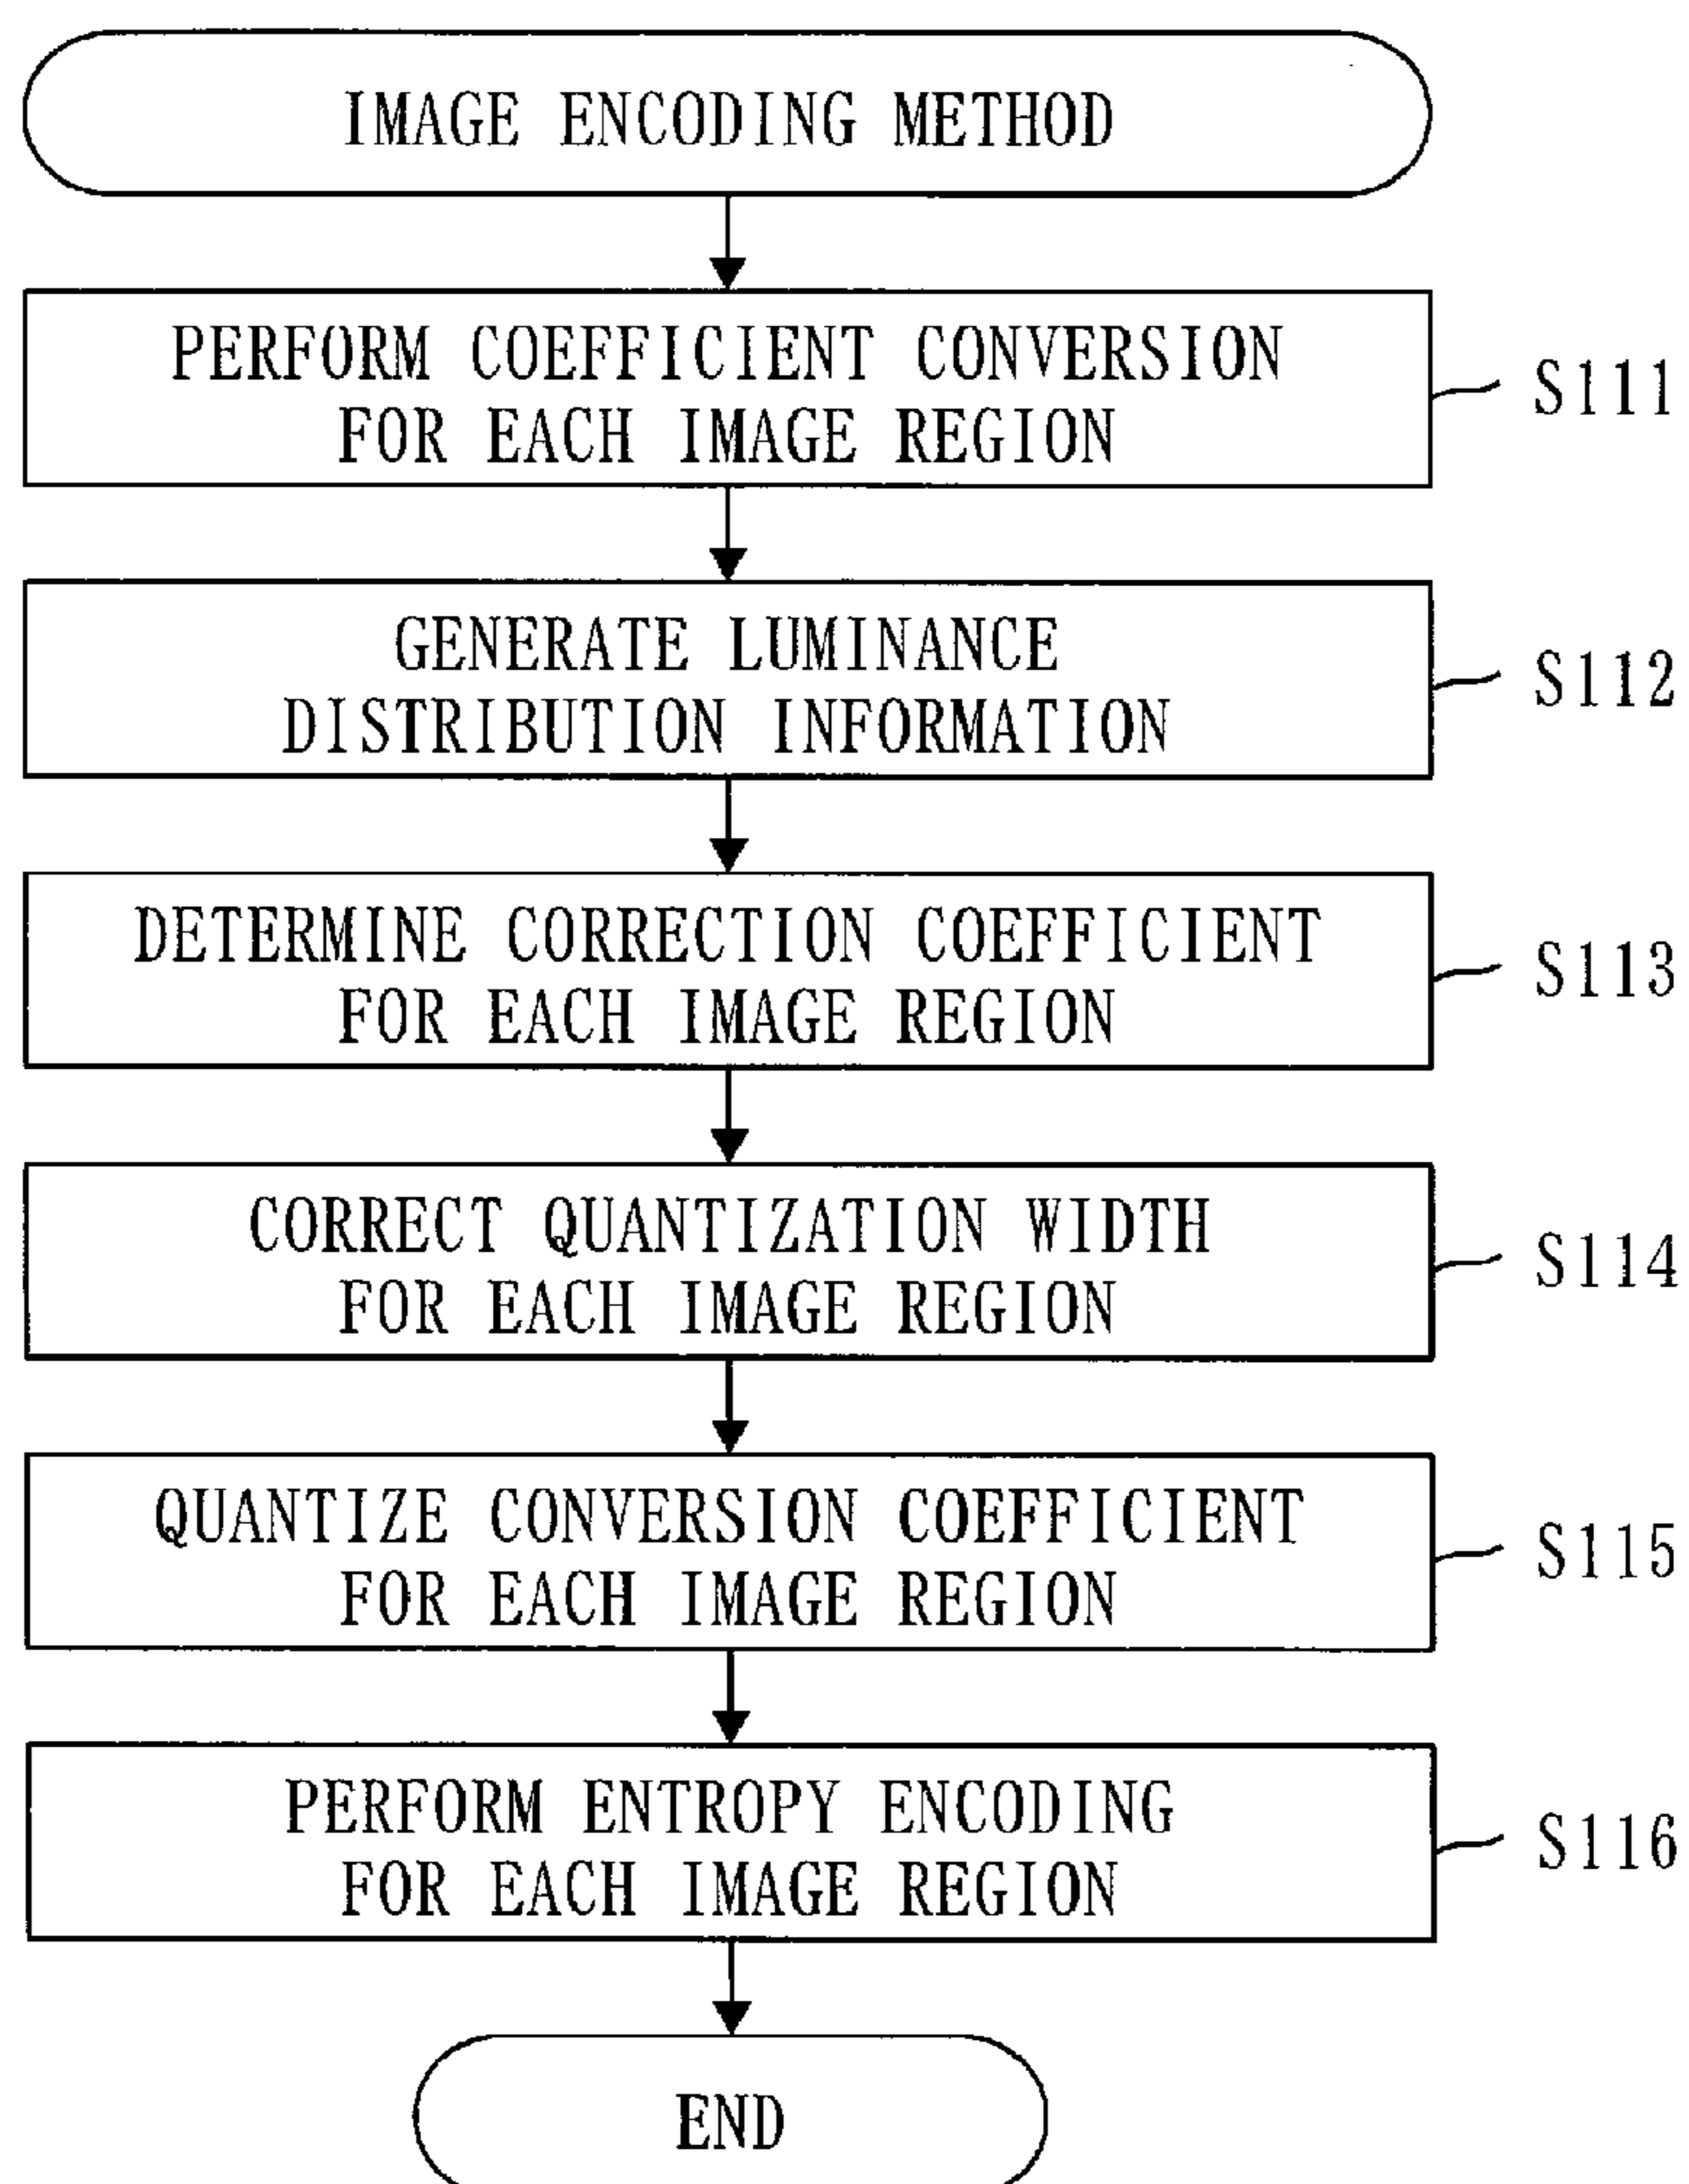 IMAGE ENCODING METHOD
PERFORM COEFFICIENT CONVERSION
FOR EACH IMAGE REGION
S111
GENERATE LUMINANCE
DISTRIBUTION INFORMATION
S112
DETERMINE CORRECTION COEFFICIENT
FOR EACH IMAGE REGION
S113
CORRECT QUANTIZATION WIDTH
FOR EACH IMAGE REGION
S114
QUANTIZE CONVERSION COEFFICIENT
FOR EACH IMAGE REGION
S115
PERFORM ENTROPY ENCODING
FOR EACH IMAGE REGION
S116
END